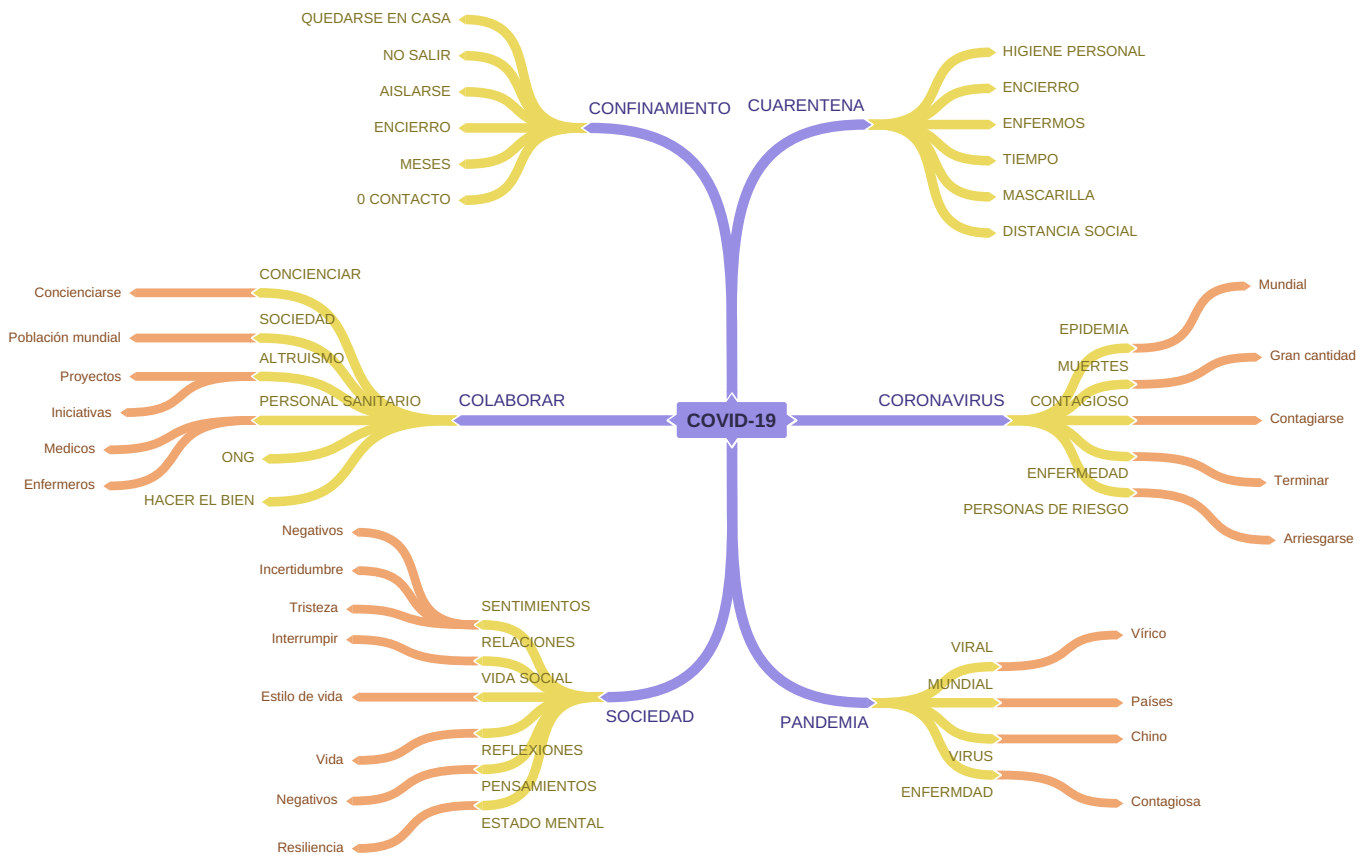 COVID-19
CONFINAMIENTO
QUEDARSE EN CASA
NO SALIR
AISLARSE
ENCIERRO
MESES
0 CONTACTO
CUARENTENA
HIGIENE PERSONAL
ENCIERRO
ENFERMOS
TIEMPO
MASCARILLA
DISTANCIA SOCIAL
COLABORAR
CONCIENCIAR
Concienciarse
SOCIEDAD
Población mundial
ALTRUISMO
Proyectos
Iniciativas
PERSONAL SANITARIO
Medicos
Enfermeros
ONG
HACER EL BIEN
CORONAVIRUS
EPIDEMIA
Mundial
MUERTES
Gran cantidad
CONTAGIOSO
Contagiarse
ENFERMEDAD
Terminar
PERSONAS DE RIESGO
Arriesgarse
SOCIEDAD
SENTIMIENTOS
Negativos
Incertidumbre
Tristeza
RELACIONES
Interrumpir
VIDA SOCIAL
Estilo de vida
REFLEXIONES
Vida
PENSAMIENTOS
Negativos
ESTADO MENTAL
Resiliencia
PANDEMIA
VIRAL
Vírico
MUNDIAL
Países
VIRUS
Chino
ENFERMDAD
Contagiosa